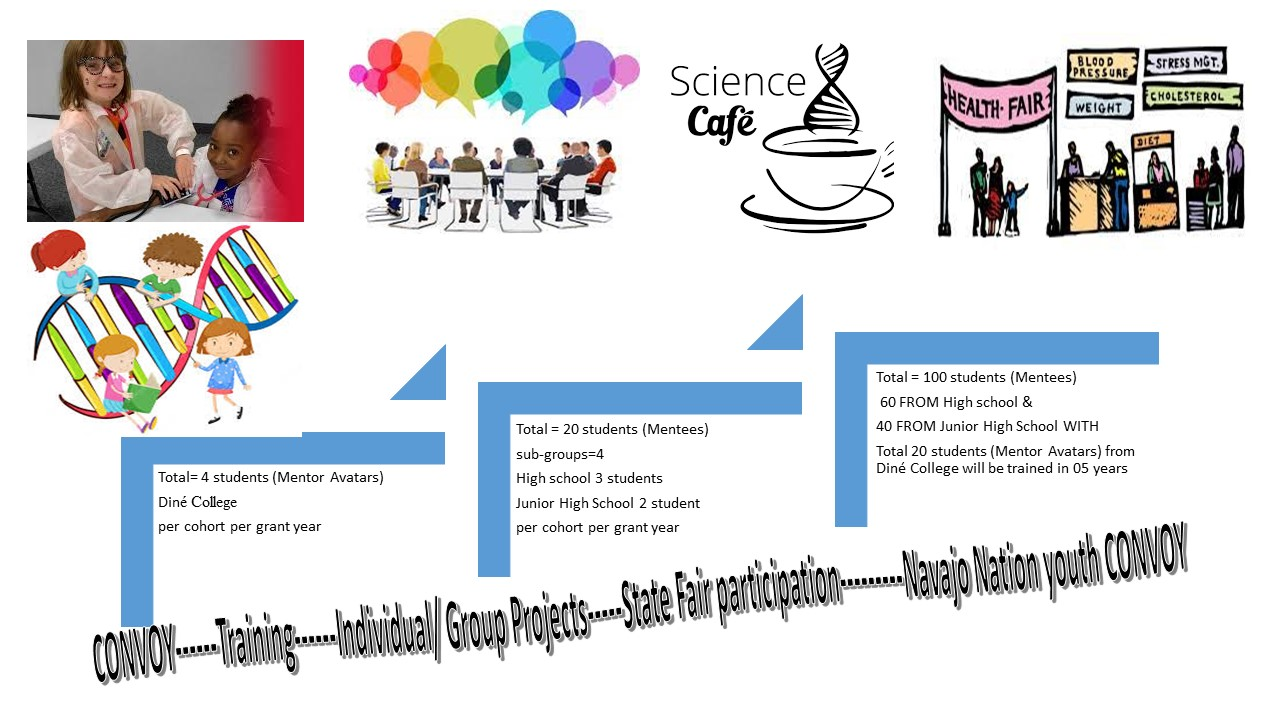 Science
Café
HEALTH·FAIR
BLOOD
PRESSURE
STRESS MGT.
WEIGHT
CHOLESTEROL
DIET
Total= 4 students (Mentor Avatars)
Diné College
per cohort per grant year
Total = 20 students (Mentees)
sub-groups=4
High school 3 students
Junior High School 2 student
per cohort per grant year
Total = 100 students (Mentees)
60 FROM High school &
40 FROM Junior High School WITH
Total 20 students (Mentor Avatars) from
Diné College will be trained in 05 years
CONVOY------Training------Individual/ Group Projects-----State Fair participation---------Navajo Nation youth CONVOY